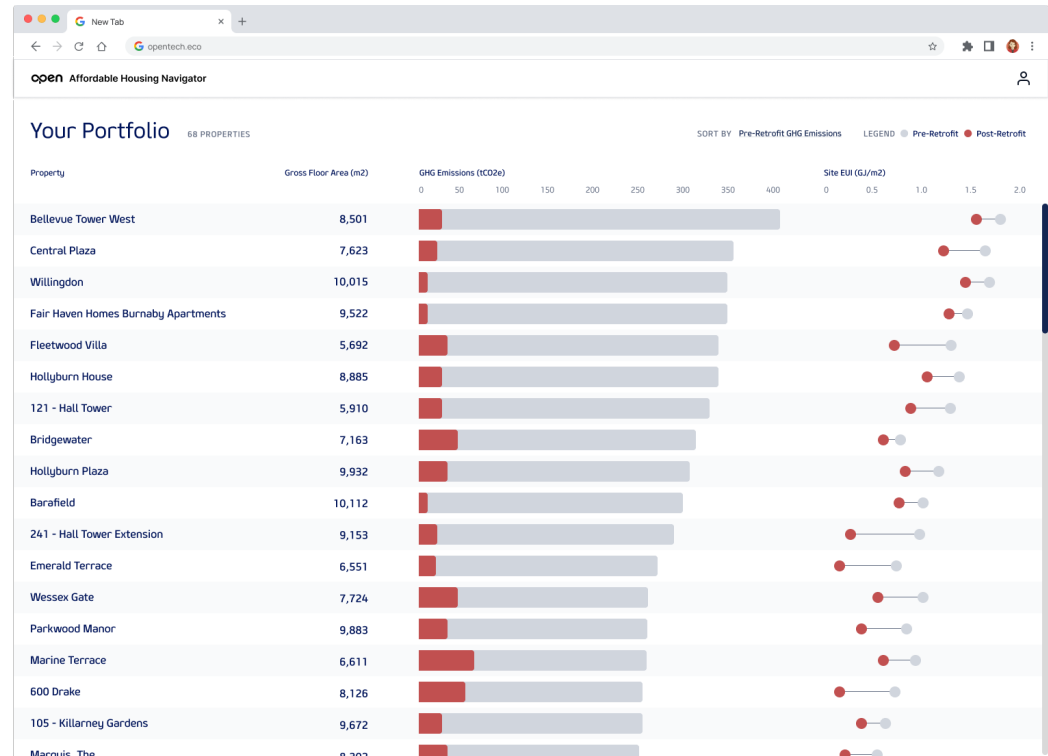 New Tab
opentech.eco
open Affordable Housing Navigator
Your Portfolio 68 PROPERTIES
SORT BY Pre-Retrofit GHG Emissions LEGEND Pre-Retrofit Post-Retrofit
Property Gross Floor Area (m2) GHG Emissions (tCO2e) Site EUI (GJ/m2)
0 50 100 150 200 250 300 350 400 0 0.5 1.0 1.5 2.0
Bellevue Tower West 8,501
Central Plaza 7,623
Willingdon 10,015
Fair Haven Homes Burnaby Apartments 9,522
Fleetwood Villa 5,692
Hollyburn House 8,885
121 - Hall Tower 5,910
Bridgewater 7,163
Hollyburn Plaza 9,932
Barafield 10,112
241 - Hall Tower Extension 9,153
Emerald Terrace 6,551
Wessex Gate 7,724
Parkwood Manor 9,883
Marine Terrace 6,611
600 Drake 8,126
105 - Killarney Gardens 9,672
Marquis, The